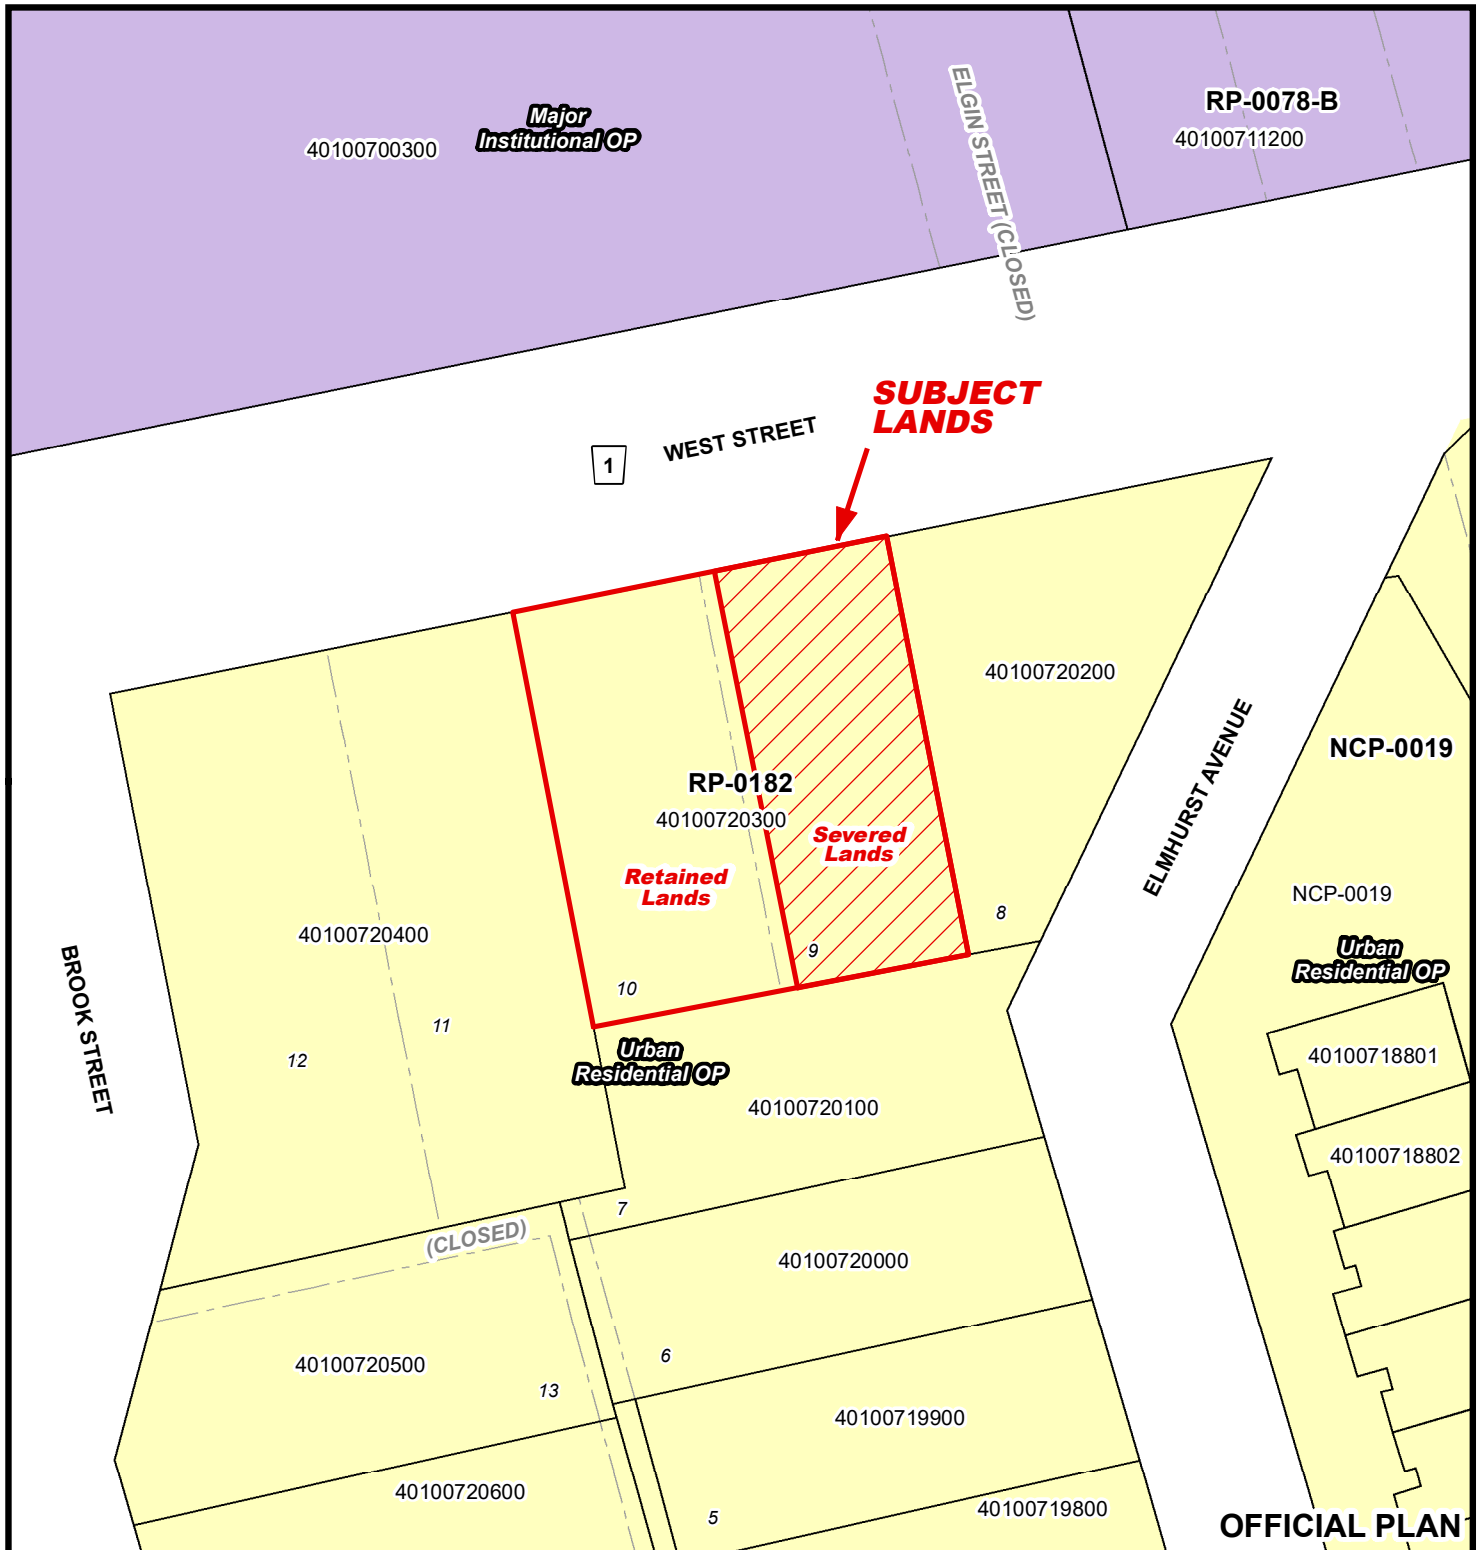 Major
Institutional OP
40100700300
ELGIN STREET (CLOSED)
RP-0078-B
40100711200
SUBJECT
LANDS
WEST STREET
1
40100720200
ELMHURST AVENUE
NCP-0019
RP-0182
40100720300
Severed
Lands
Retained
Lands
8
9
10
NCP-0019
Urban
Residential OP
40100720400
BROOK STREET
11
12
Urban
Residential OP
40100718801
40100720100
40100718802
7
(CLOSED)
40100720000
40100720500
6
13
40100719900
40100720600
5
40100719800
OFFICIAL PLAN